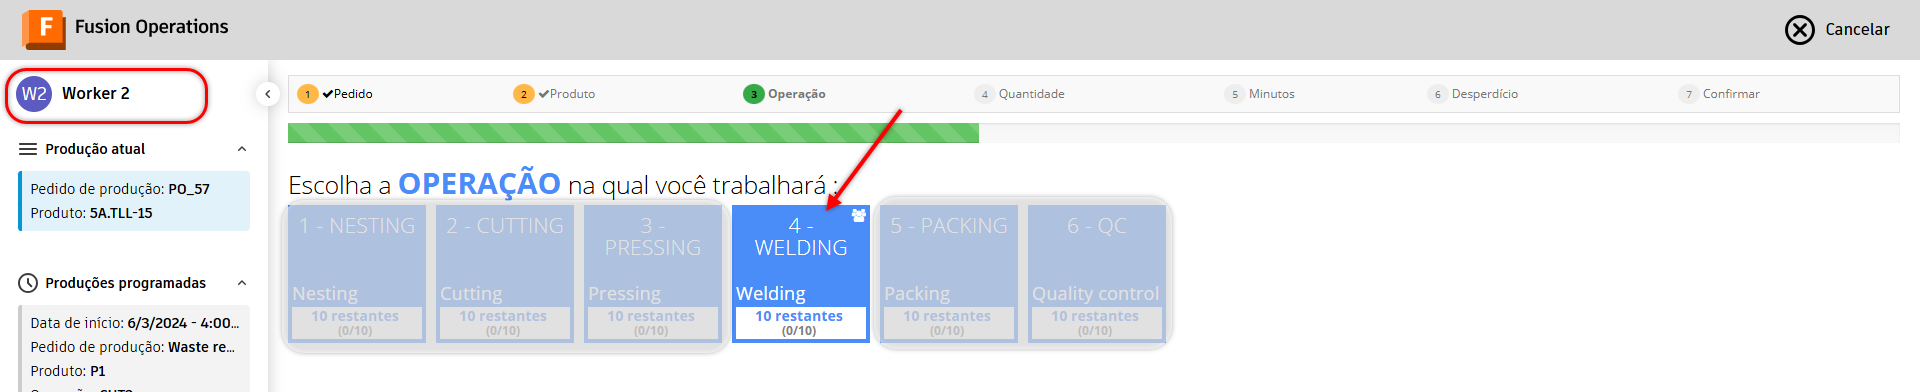 Fusion Operations
Cancelar
W2 Worker 2
Produção atual
Pedido de produção: PO_57
Produto: 5A.TLL-15
Produções programadas
Data de início: 6/3/2024 - 4:00...
Pedido de produção: Waste re...
Produto: P1
1 Pedido
2 Produto
3 Operação
4 Quantidade
5 Minutos
6 Desperdício
7 Confirmar
Escolha a OPERAÇÃO na qual você trabalhará :
1 - NESTING
Nesting
10 restantes
(0/10)
2 - CUTTING
Cutting
10 restantes
(0/10)
3 -
PRESSING
Pressing
10 restantes
(0/10)
4 -
WELDING
Welding
10 restantes
(0/10)
5 - PACKING
Packing
10 restantes
(0/10)
6 - QC
Quality control
10 restantes
(0/10)